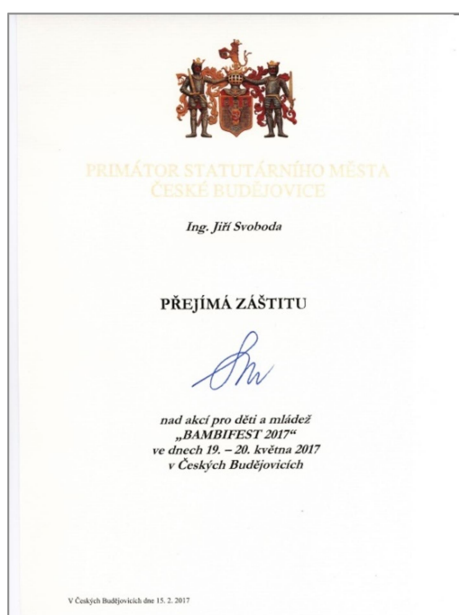 PRIMÁTOR STATUTÁRNÍHO MĚSTA
ČESKÉ BUDĚJOVICE
Ing. Jiří Svoboda
PŘEJÍMÁ ZÁŠTITU
nad akcí pro děti a mládež
„BAMBIFEST 2017“
ve dnech 19. – 20. května 2017
v Českých Budějovicích
V Českých Budějovicích dne 15. 2. 2017